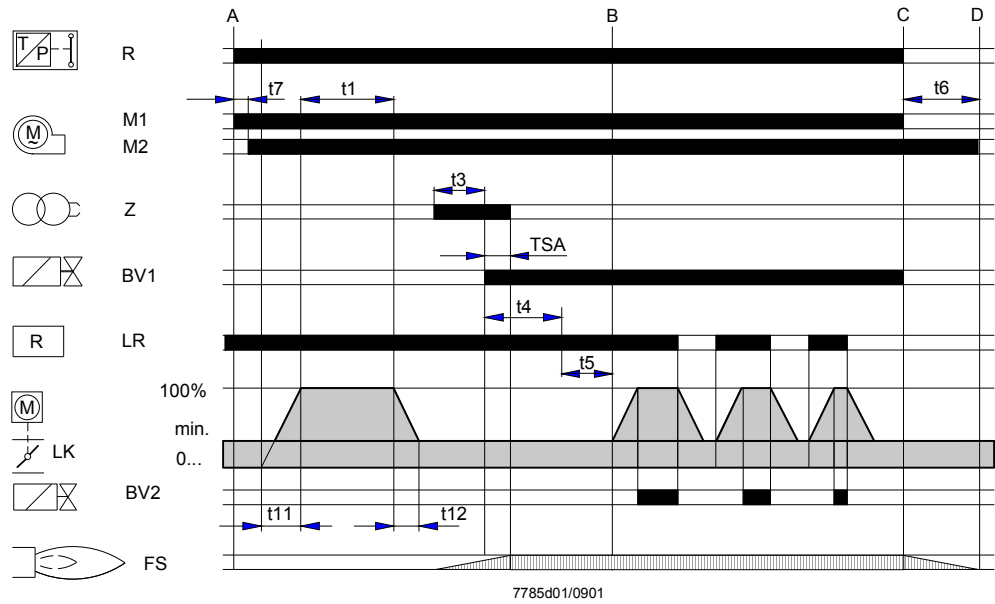 A B C D
T/P R
t7 t1 t6
M ~ M1
M2
t3
Z
TSA
BV1
t4
R LR
t5
100%
M
min.
LK
0...
BV2
t11 t12
FS
7785d01/0901